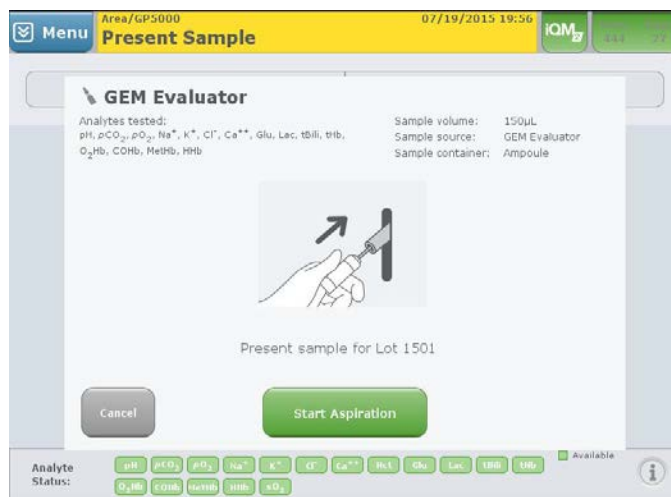 Area/GP5000
07/19/2015 19:56
Menu
Present Sample
iQM2
444
27
GEM Evaluator
Analytes tested:
pH, pCO2, pO2, Na+, K+, Cl-, Ca++, Glu, Lac, tBili, tHb,
O2Hb, COHb, MetHb, HHb
Sample volume: 150µL
Sample source: GEM Evaluator
Sample container: Ampoule
Present sample for Lot 1501
Cancel
Start Aspiration
Analyte
Status:
pH pCO2 pO2 Na+ K+ Cl- Ca++ Hct Glu Lac tBili tHb
O2Hb COHb MetHb HHb sO2
Available
i